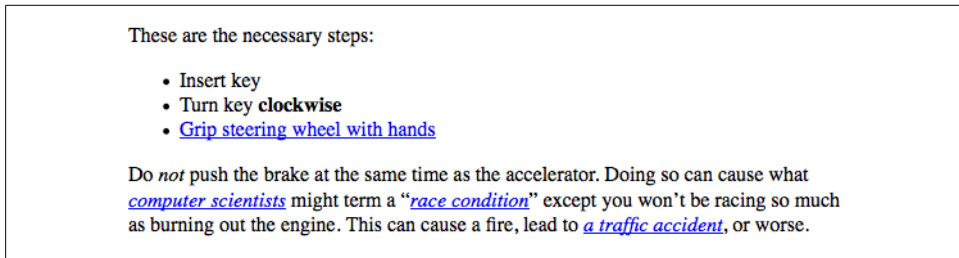 These are the necessary steps:
• Insert key
• Turn key clockwise
• Grip steering wheel with hands
Do not push the brake at the same time as the accelerator. Doing so can cause what
computer scientists might term a “race condition” except you won’t be racing so much
as burning out the engine. This can cause a fire, lead to a traffic accident, or worse.